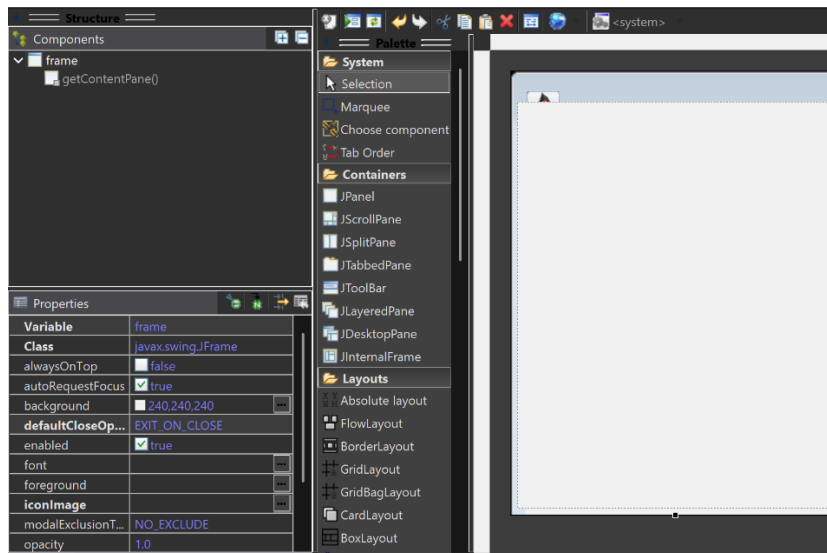 Structure
Components
frame
getContentPane()
Properties
Variable frame
Class javax.swing.JFrame
alwaysOnTop false
autoRequestFocus true
background 240,240,240
defaultCloseOp... EXIT_ON_CLOSE
enabled true
font
foreground
iconImage
modalExclusionT... NO_EXCLUDE
opacity 1.0
<system>
Palette
System
Selection
Marquee
Choose component
Tab Order
Containers
JPanel
JScrollPane
JSplitPane
JTabbedPane
JToolBar
JLayeredPane
JDesktopPane
JInternalFrame
Layouts
Absolute layout
FlowLayout
BorderLayout
GridLayout
GridBagLayout
CardLayout
BoxLayout